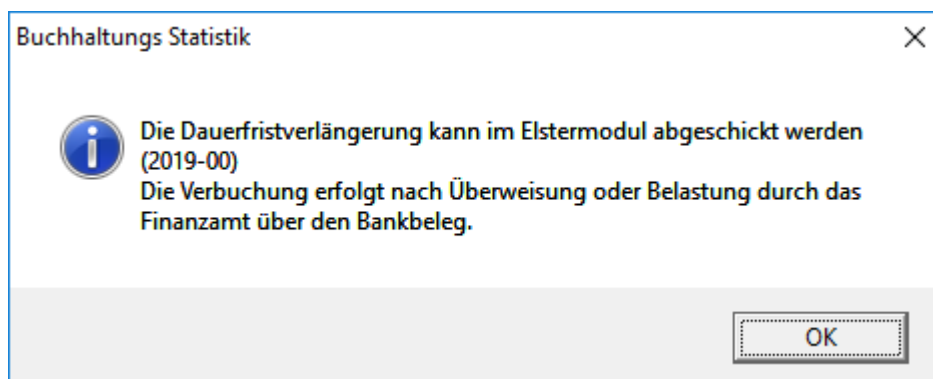 Buchhaltungs Statistik
Die Dauerfristverlängerung kann im Elstermodul abgeschickt werden
(2019-00)
Die Verbuchung erfolgt nach Überweisung oder Belastung durch das
Finanzamt über den Bankbeleg.
OK